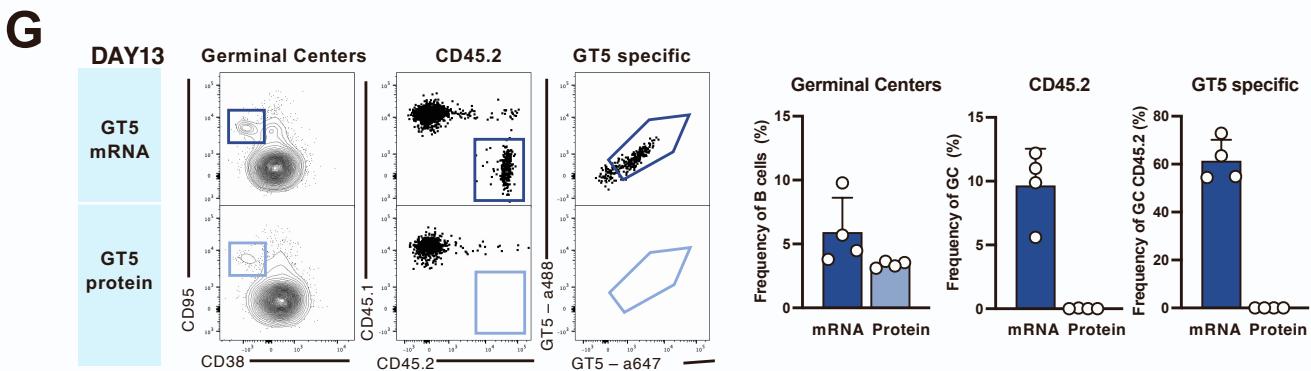 G
DAY13
Germinal Centers
CD45.2
GT5 specific
GT5
mRNA
GT5
protein
CD95
CD38
CD45.1
CD45.2
GT5 – a488
GT5 – a647
Germinal Centers
Frequency of B cells (%)
15
10
5
0
mRNA Protein
CD45.2
Frequency of GC (%)
15
10
5
0
mRNA Protein
GT5 specific
Frequency of GC CD45.2 (%)
80
60
40
20
0
mRNA Protein